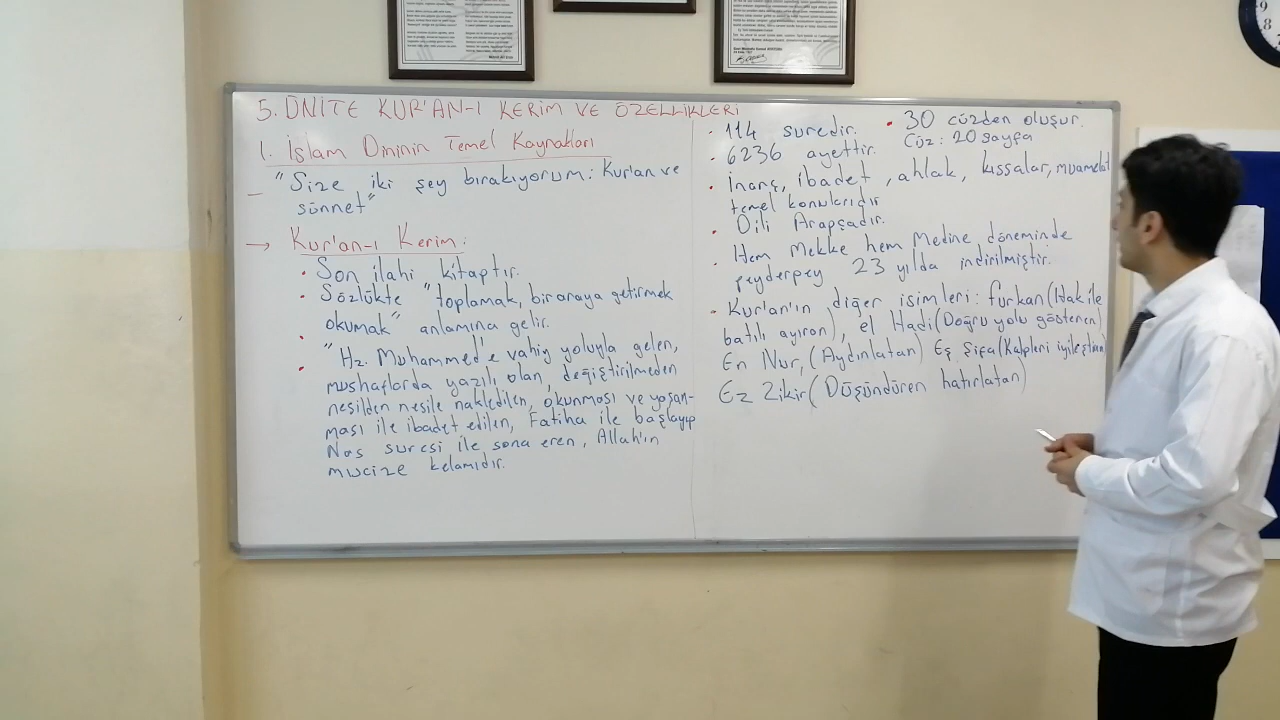 5. ÜNİTE KUR'AN-I KERİM VE ÖZELLİKLERİ
1. İslam Dininin Temel Kaynakları
"Size iki şey bırakıyorum: Kur'an ve
sünnet"
→ Kur'an-ı Kerim:
• Son ilahi kitaptır.
• Sözlükte "toplamak, bir araya getirmek
okumak" anlamına gelir.
• "Hz. Muhammed'e vahiy yoluyla gelen,
mushaflarda yazılı olan, değiştirilmeden
nesilden nesile nakledilen, okunması ve yaşan-
ması ile ibadet edilen, Fatiha ile başlayıp
Nas suresi ile sona eren, Allah'ın
mucize kelamıdır.
• 114 suredir.
• 30 cüzden oluşur.
Cüz: 20 sayfa
• 6236 ayettir.
• İnanç, ibadet, ahlak, kıssalar, muamelat
temel konularıdır
• Dili Arapçadır.
• Hem Mekke hem Medine döneminde
peyderpey 23 yılda indirilmiştir.
• Kur'an'ın diğer isimleri: furkan (Hak ile
batılı ayıran), el Hadi (Doğru yolu gösteren)
En Nur, (Aydınlatan) Eş Şifa (Kalpleri iyileştiren)
Ez Zikir (Düşündüren hatırlatan)
9
8